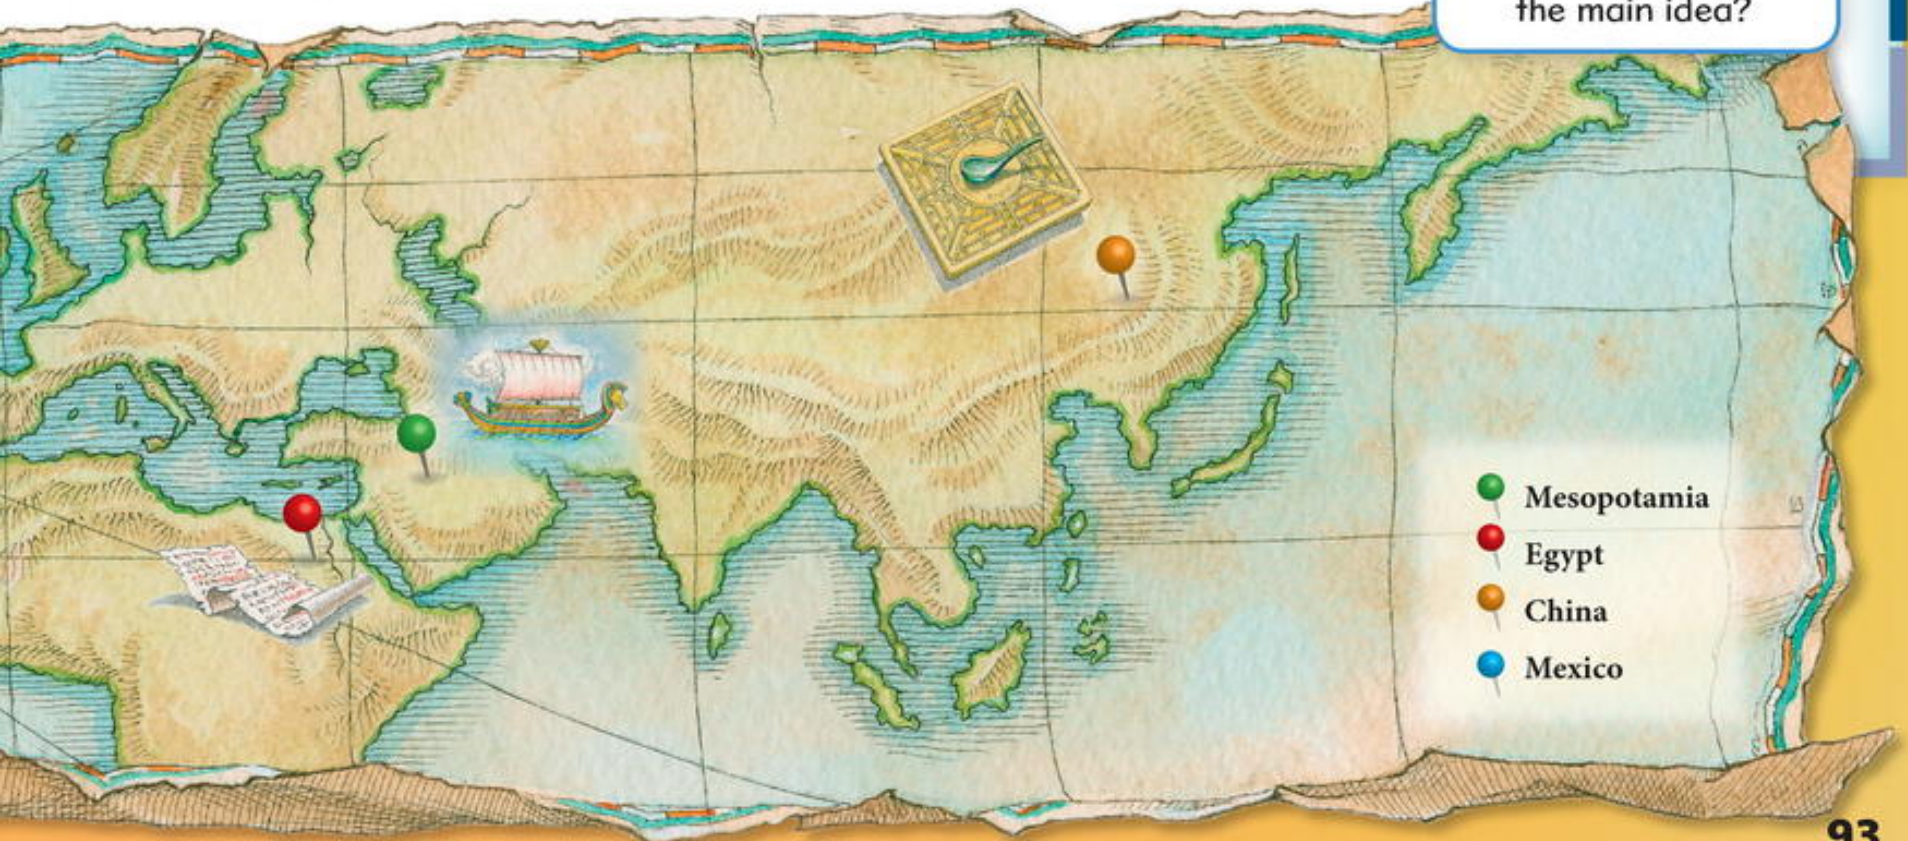 the main idea?
Mesopotamia
Egypt
China
Mexico
93